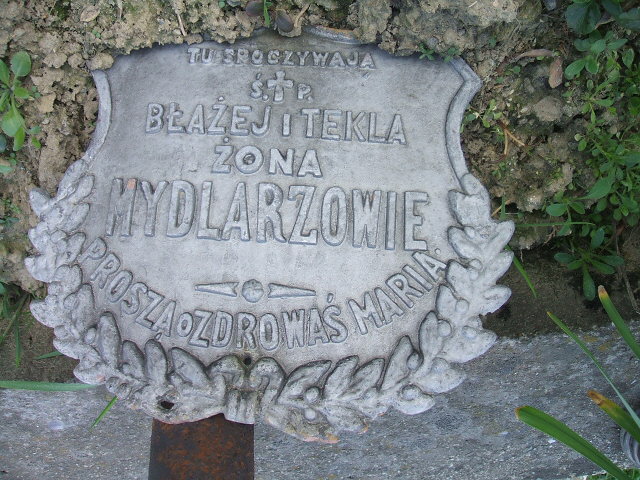 TU SPOCZYWAJĄ
Ś.†P.
BŁAŻEJ I TEKLA
ŻONA
MYDLARZOWIE
PROSZĄ O ZDROWAŚ MARIA.